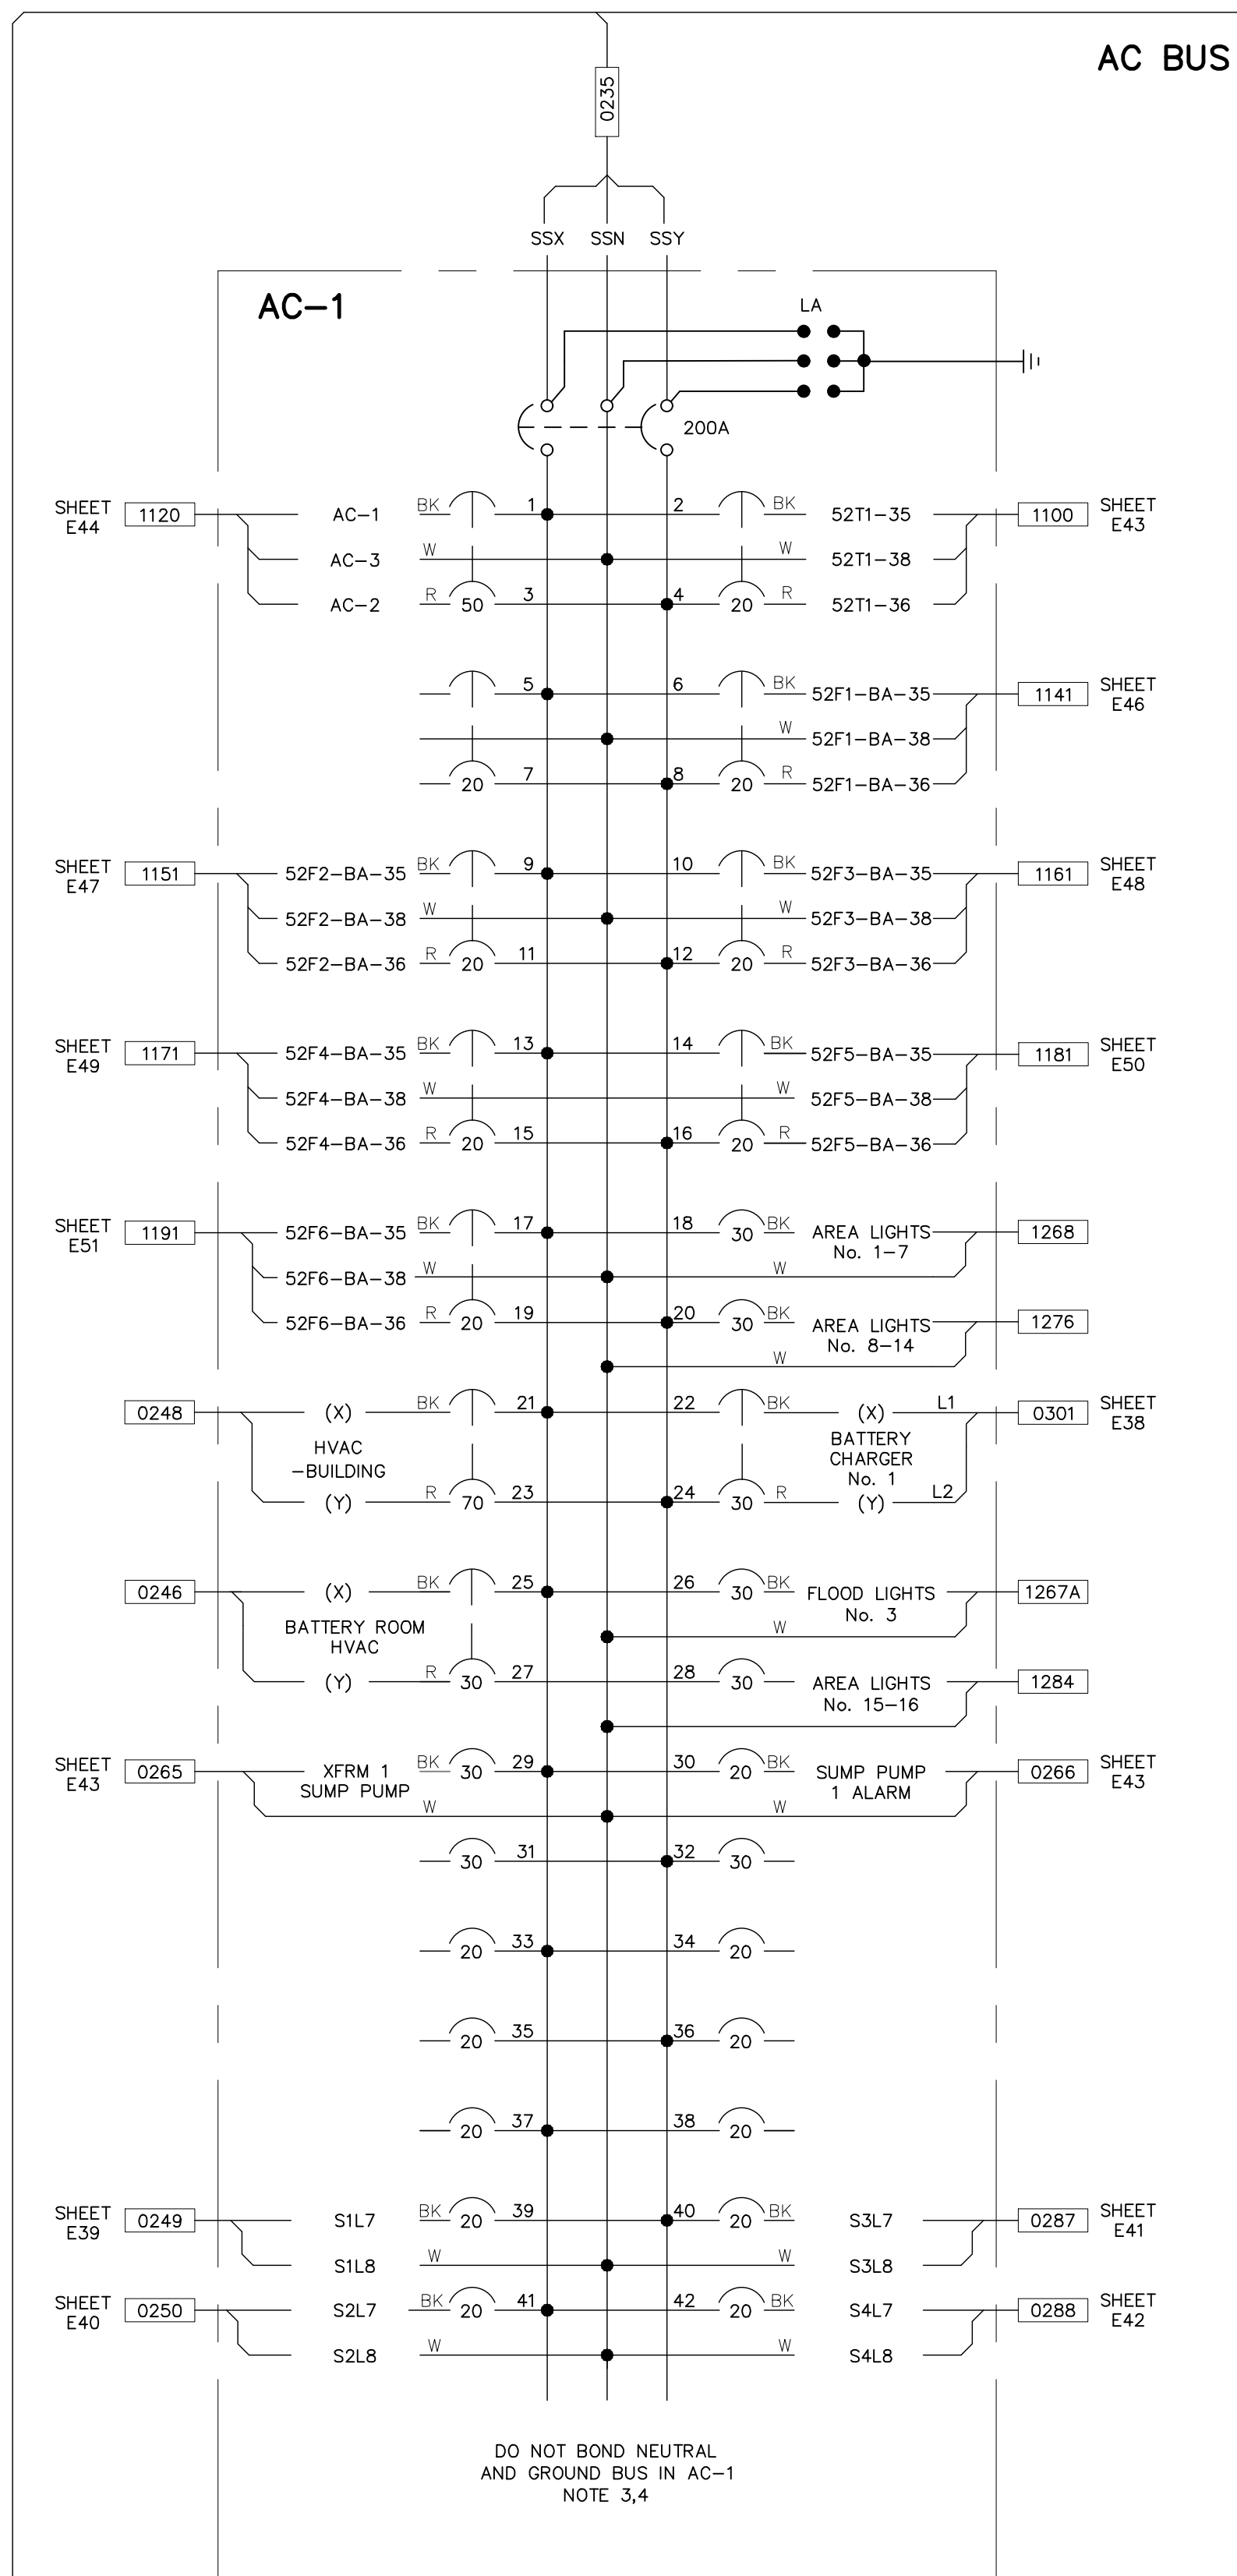 AC BUS
0235
SSX SSN SSY
AC-1
LA
200A
SHEET E44 1120 AC-1 BK 1 2 BK 52T1-35 1100 SHEET E43
AC-3 W W 52T1-38
AC-2 R 50 3 4 20 R 52T1-36
5 6 BK 52F1-BA-35 1141 SHEET E46
W 52F1-BA-38
20 7 8 20 R 52F1-BA-36
SHEET E47 1151 52F2-BA-35 BK 9 10 BK 52F3-BA-35 1161 SHEET E48
52F2-BA-38 W W 52F3-BA-38
52F2-BA-36 R 20 11 12 20 R 52F3-BA-36
SHEET E49 1171 52F4-BA-35 BK 13 14 BK 52F5-BA-35 1181 SHEET E50
52F4-BA-38 W W 52F5-BA-38
52F4-BA-36 R 20 15 16 20 R 52F5-BA-36
SHEET E51 1191 52F6-BA-35 BK 17 18 30 BK AREA LIGHTS No. 1-7 1268
52F6-BA-38 W W
52F6-BA-36 R 20 19 20 30 BK AREA LIGHTS No. 8-14 1276
W
0248 (X) BK 21 22 BK (X) L1 0301 SHEET E38
HVAC -BUILDING BATTERY CHARGER No. 1
(Y) R 70 23 24 30 R (Y) L2
0246 (X) BK 25 26 30 BK FLOOD LIGHTS No. 3 1267A
BATTERY ROOM HVAC W
(Y) R 30 27 28 30 AREA LIGHTS No. 15-16 1284
SHEET E43 0265 XFRM 1 SUMP PUMP BK 30 29 30 20 BK SUMP PUMP 1 ALARM 0266 SHEET E43
W W
30 31 32 30
20 33 34 20
20 35 36 20
20 37 38 20
SHEET E39 0249 S1L7 BK 20 39 40 20 BK S3L7 0287 SHEET E41
S1L8 W W S3L8
SHEET E40 0250 S2L7 BK 20 41 42 20 BK S4L7 0288 SHEET E42
S2L8 W W S4L8
DO NOT BOND NEUTRAL
AND GROUND BUS IN AC-1
NOTE 3,4